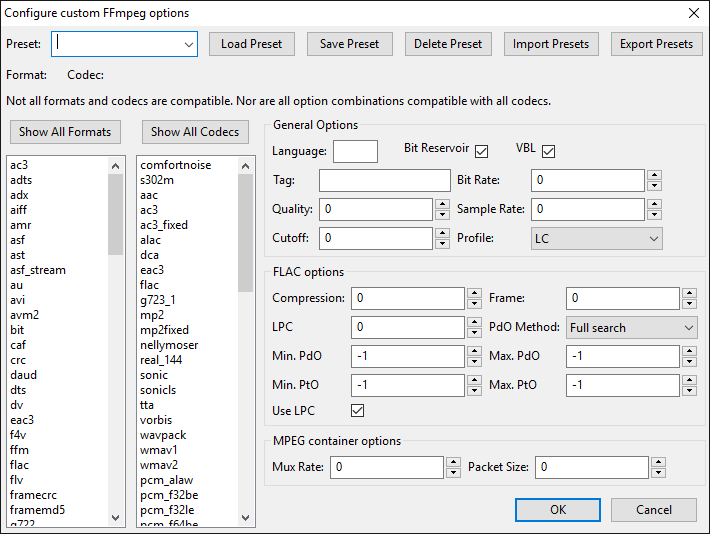 Configure custom FFmpeg options
Preset: Load Preset Save Preset Delete Preset Import Presets Export Presets
Format: Codec:
Not all formats and codecs are compatible. Nor are all option combinations compatible with all codecs.
Show All Formats
ac3
adts
adx
aiff
amr
asf
ast
asf_stream
au
avi
avm2
bit
caf
crc
daud
dts
dv
eac3
f4v
ffm
flac
flv
framecrc
framemd5
g722
Show All Codecs
comfortnoise
s302m
aac
ac3
ac3_fixed
alac
dca
eac3
flac
g723_1
mp2
mp2fixed
nellymoser
real_144
sonic
sonicls
tta
vorbis
wavpack
wmav1
wmav2
pcm_alaw
pcm_f32be
pcm_f32le
pcm_f64be
General Options
Language: Bit Reservoir VBL
Tag: Bit Rate: 0
Quality: 0 Sample Rate: 0
Cutoff: 0 Profile: LC
FLAC options
Compression: 0 Frame: 0
LPC 0 PdO Method: Full search
Min. PdO -1 Max. PdO -1
Min. PtO -1 Max. PtO -1
Use LPC
MPEG container options
Mux Rate: 0 Packet Size: 0
OK Cancel